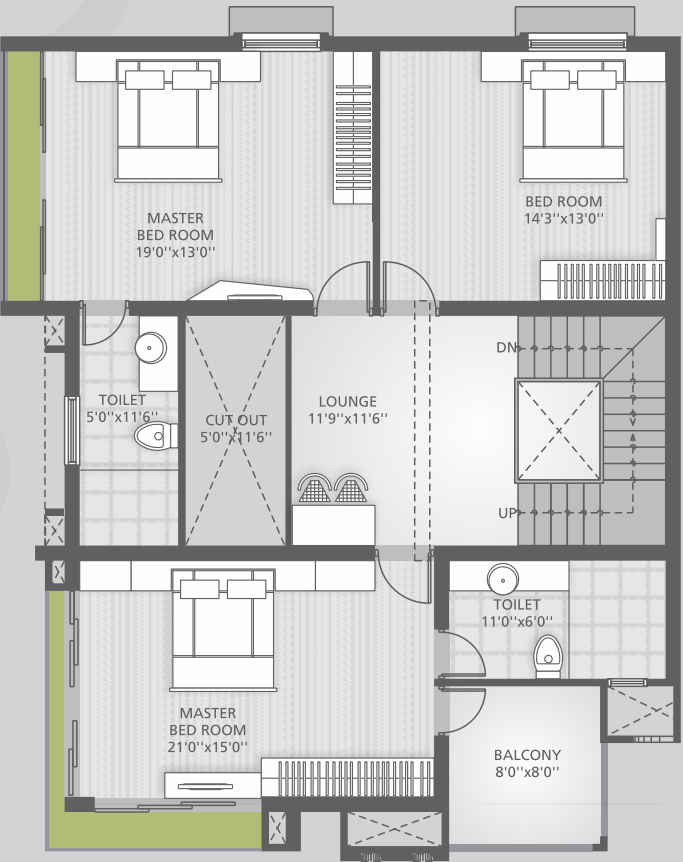 MASTER
BED ROOM
19'0''x13'0''
BED ROOM
14'3''x13'0''
TOILET
5'0''x11'6''
CUT OUT
5'0''x11'6''
LOUNGE
11'9''x11'6''
DN
UP
TOILET
11'0''x6'0''
MASTER
BED ROOM
21'0''x15'0''
BALCONY
8'0''x8'0''